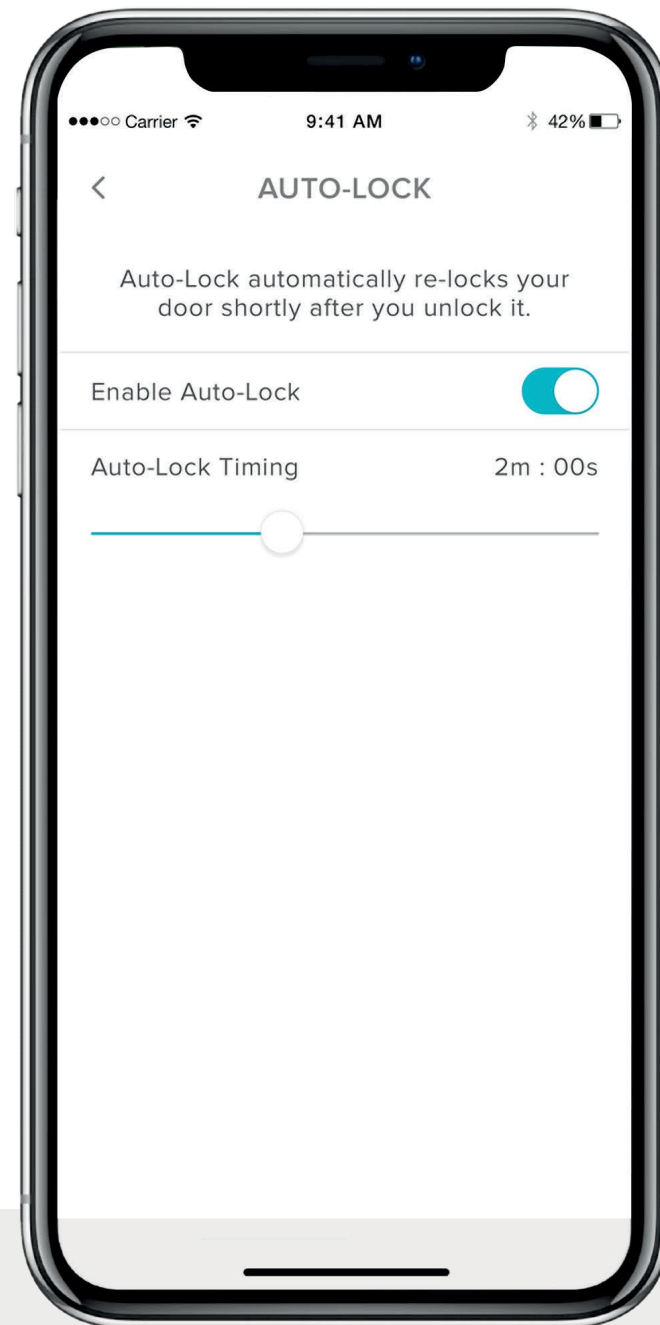 ●●●○○ Carrier 9:41 AM 42%
AUTO-LOCK
Auto-Lock automatically re-locks your
door shortly after you unlock it.
Enable Auto-Lock
Auto-Lock Timing 2m : 00s